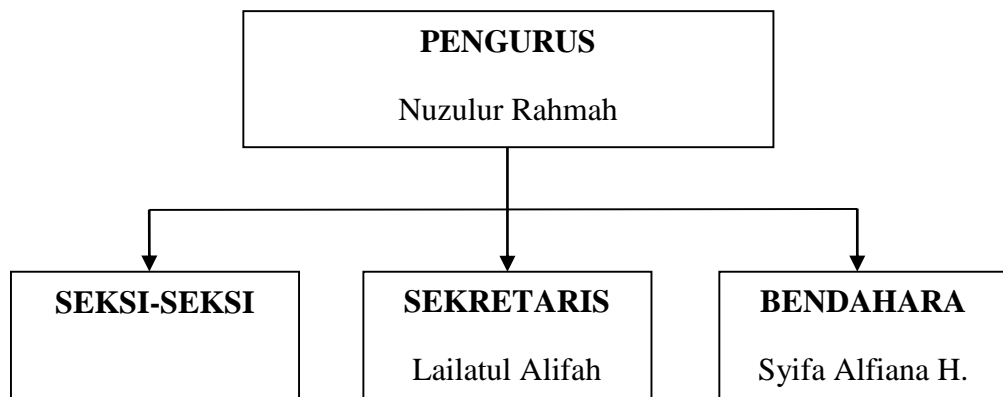 PENGURUS
Nuzulur Rahmah
SEKSI-SEKSI
SEKRETARIS
Lailatul Alifah
BENDAHARA
Syifa Alfiana H.